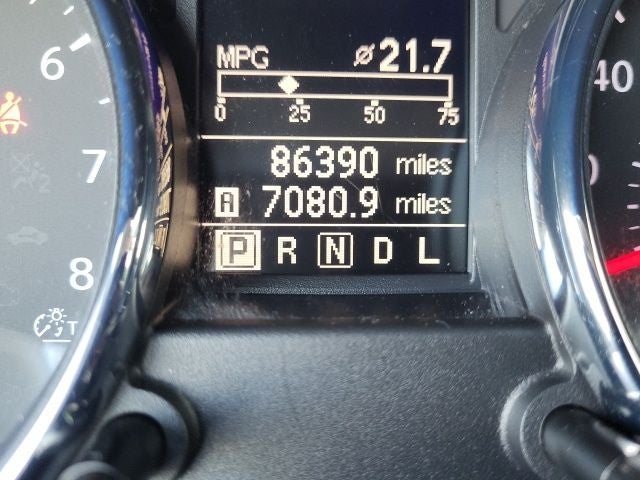 MPG ⌀21.7
0 25 50 75
86390 miles
A 7080.9 miles
P R N D L
6
7
8
T
40